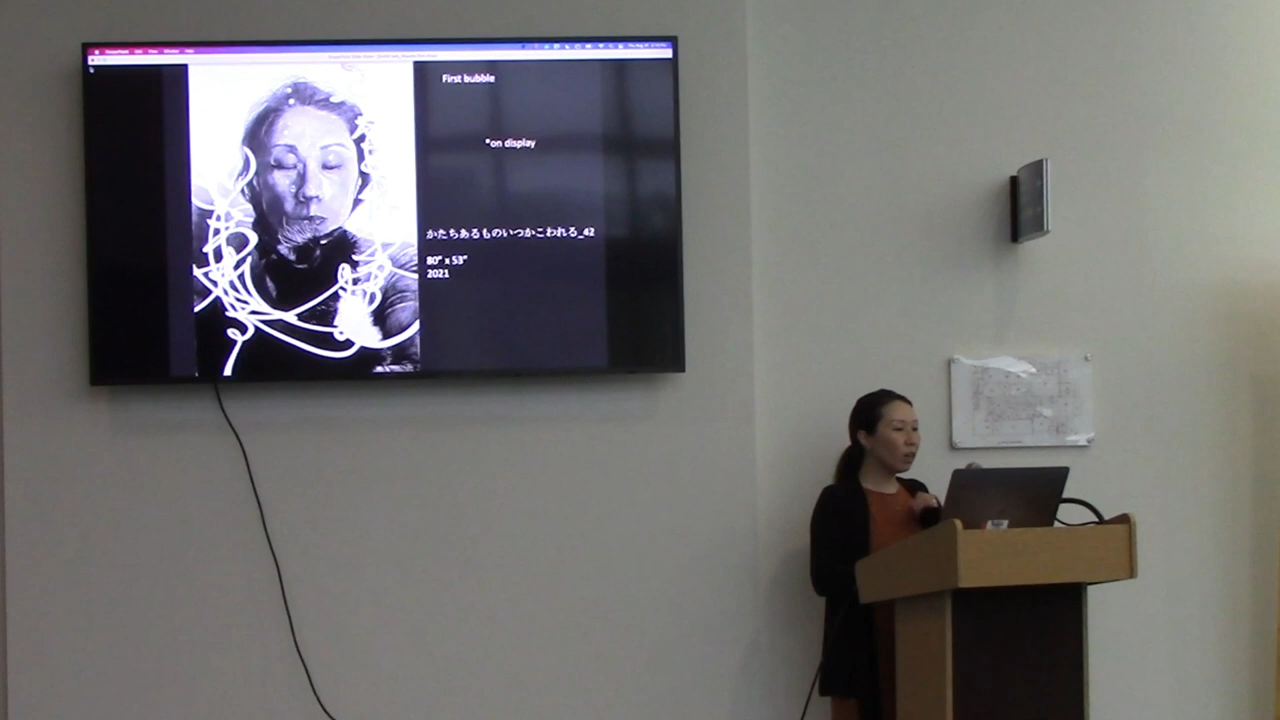 First bubble
*on display
かたちあるものいつかこわれる_42
80" x 53"
2021